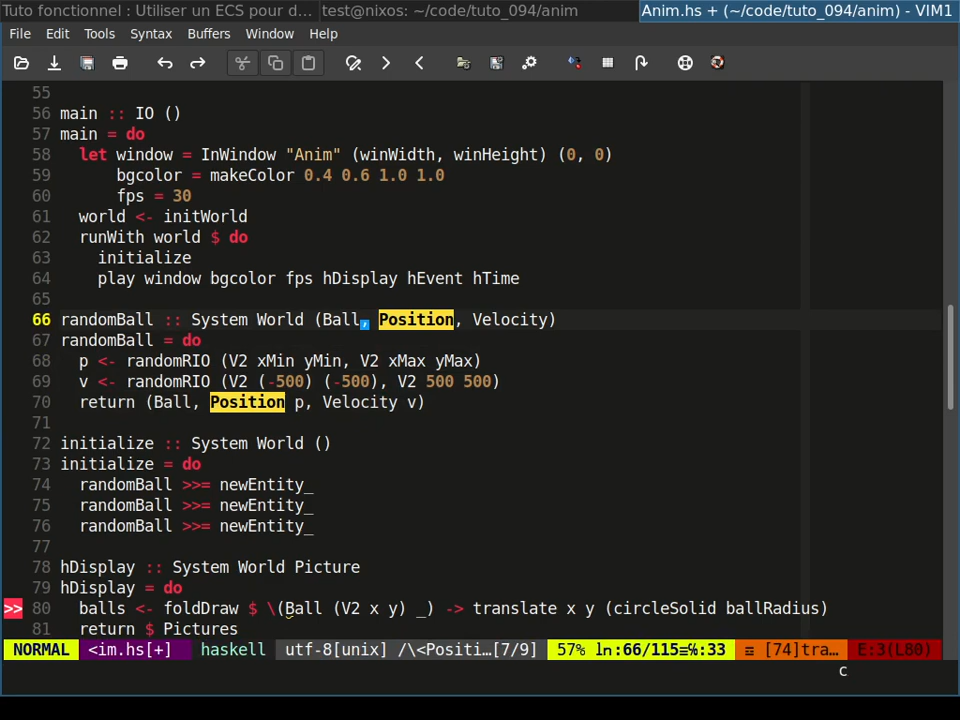 Tuto fonctionnel : Utiliser un ECS pour d... test@nixos: ~/code/tuto_094/anim Anim.hs + (~/code/tuto_094/anim) - VIM1
File Edit Tools Syntax Buffers Window Help
55
56 main :: IO ()
57 main = do
58   let window = InWindow "Anim" (winWidth, winHeight) (0, 0)
59       bgcolor = makeColor 0.4 0.6 1.0 1.0
60       fps = 30
61   world <- initWorld
62   runWith world $ do
63     initialize
64     play window bgcolor fps hDisplay hEvent hTime
65
66 randomBall :: System World (Ball, Position, Velocity)
67 randomBall = do
68   p <- randomRIO (V2 xMin yMin, V2 xMax yMax)
69   v <- randomRIO (V2 (-500) (-500), V2 500 500)
70   return (Ball, Position p, Velocity v)
71
72 initialize :: System World ()
73 initialize = do
74   randomBall >>= newEntity_
75   randomBall >>= newEntity_
76   randomBall >>= newEntity_
77
78 hDisplay :: System World Picture
79 hDisplay = do
>> 80   balls <- foldDraw $ \(Ball (V2 x y) _) -> translate x y (circleSolid ballRadius)
81   return $ Pictures
NORMAL <im.hs[+] haskell utf-8[unix] /\<Positi…[7/9] 57% ln:66/115≡℅:33 ≡ [74]tra… E:3(L80)
c